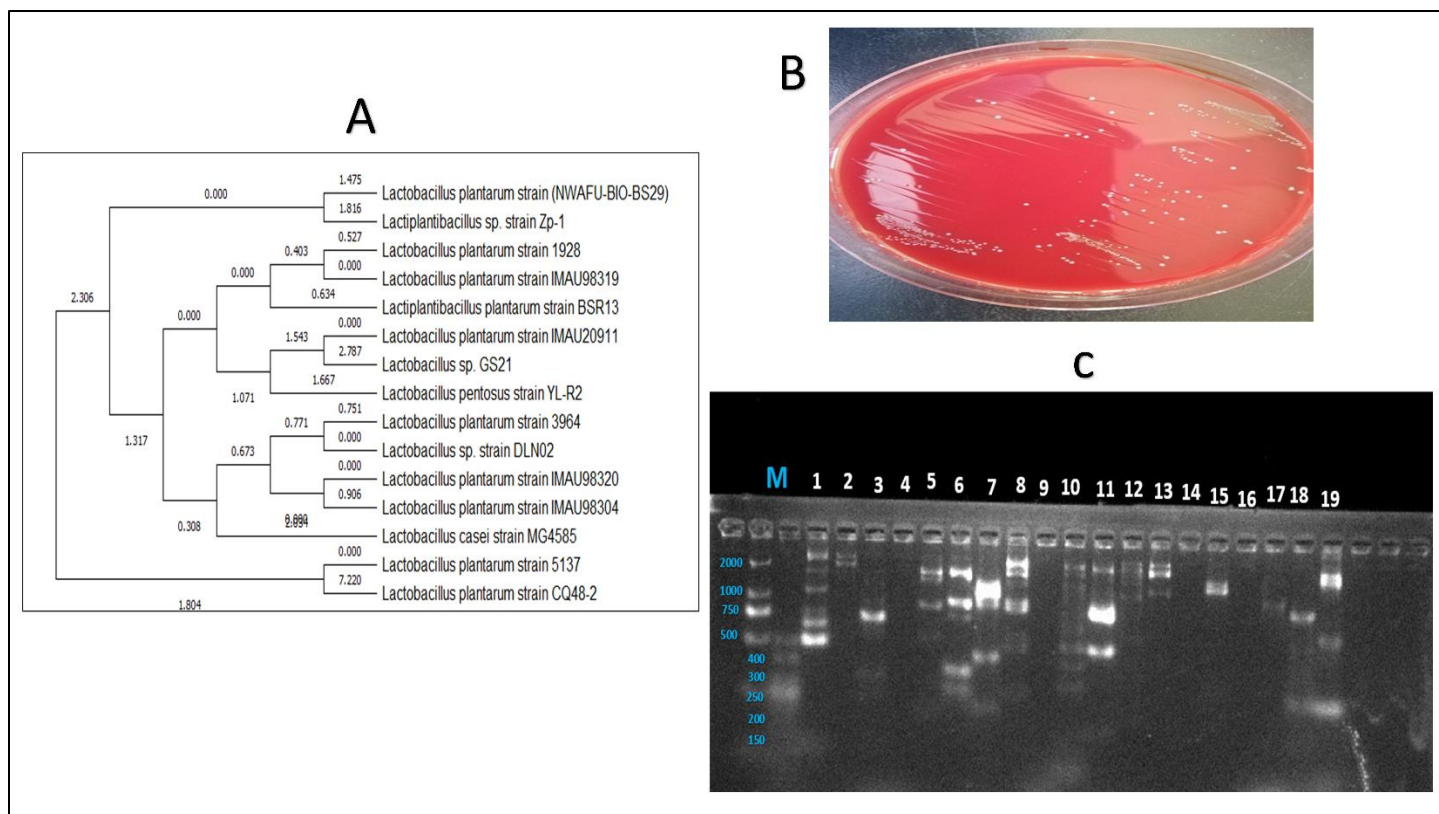 A
1.475
0.000
Lactobacillus plantarum strain (NWAFU-BIO-BS29)
1.816
Lactiplantibacillus sp. strain Zp-1
0.527
0.403
Lactobacillus plantarum strain 1928
0.000
0.000
Lactobacillus plantarum strain IMAU98319
2.306
0.634
Lactiplantibacillus plantarum strain BSR13
0.000
0.000
1.543
Lactobacillus plantarum strain IMAU20911
2.787
Lactobacillus sp. GS21
1.667
1.071
Lactobacillus pentosus strain YL-R2
0.751
0.771
Lactobacillus plantarum strain 3964
1.317
0.000
0.673
Lactobacillus sp. strain DLN02
0.000
Lactobacillus plantarum strain IMAU98320
0.906
Lactobacillus plantarum strain IMAU98304
0.308
Lactobacillus casei strain MG4585
0.000
Lactobacillus plantarum strain 5137
7.220
Lactobacillus plantarum strain CQ48-2
1.804
B
C
M 1 2 3 4 5 6 7 8 9 10 11 12 13 14 15 16 17 18 19
2000
1000
750
500
400
300
250
200
150